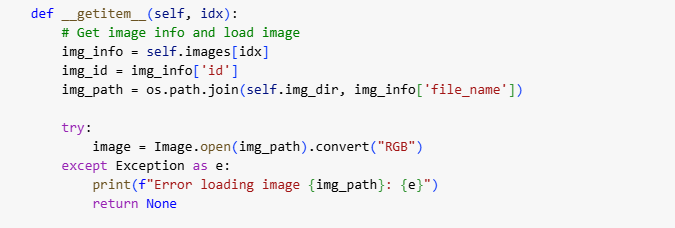 def __getitem__(self, idx):
    # Get image info and load image
    img_info = self.images[idx]
    img_id = img_info['id']
    img_path = os.path.join(self.img_dir, img_info['file_name'])
    try:
        image = Image.open(img_path).convert("RGB")
    except Exception as e:
        print(f"Error loading image {img_path}: {e}")
        return None